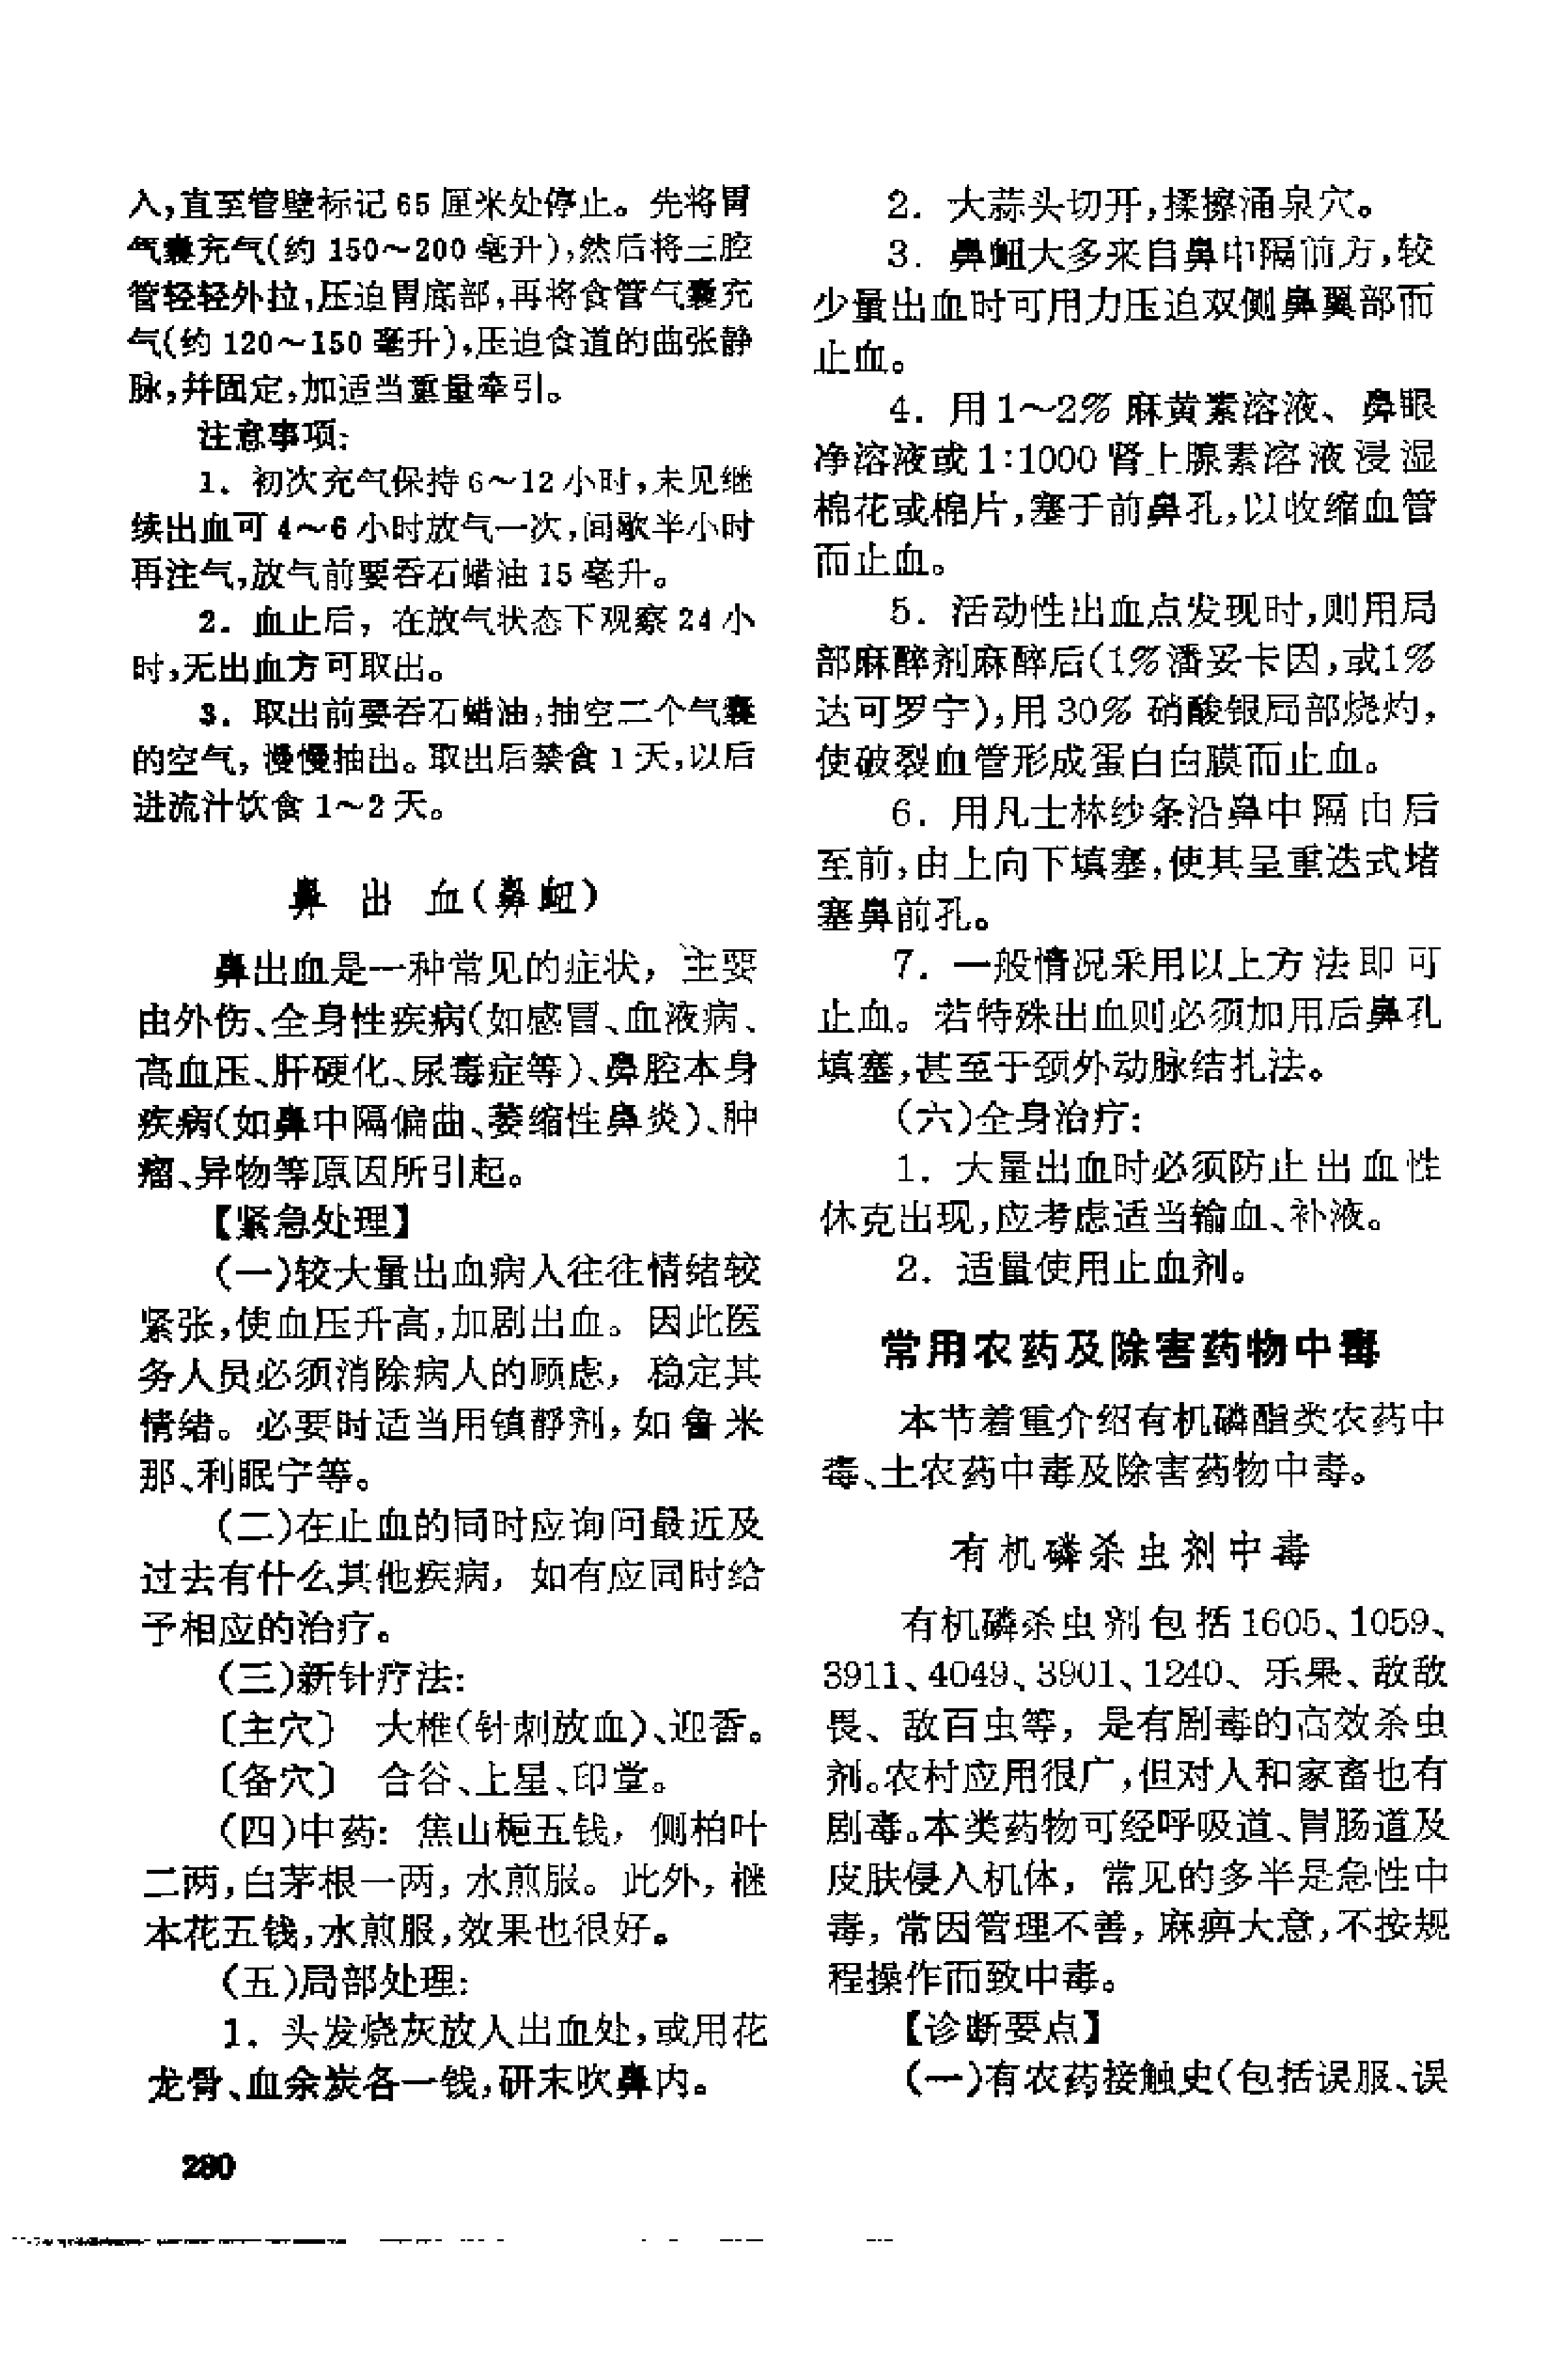 入,直至管壁标记65厘米处停止。先将胃
气囊充气(约150～200毫升),然后将三腔
管轻轻外拉,压迫胃底部,再将食管气囊充
气(约120～150毫升),压迫食道的曲张静
脉,并固定,加适当重量牵引。
注意事项:
1. 初次充气保持6～12小时,未见继
续出血可4～6小时放气一次,间歇半小时
再注气,放气前要吞石蜡油15毫升。
2. 血止后，在放气状态下观察24小
时,无出血方可取出。
3. 取出前要吞石蜡油,抽空二个气囊
的空气，慢慢抽出。取出后禁食1天,以后
进流汁饮食1～2天。
鼻出血(鼻衄)
鼻出血是一种常见的症状，主要
由外伤、全身性疾病(如感冒、血液病、
高血压、肝硬化、尿毒症等)、鼻腔本身
疾病(如鼻中隔偏曲、萎缩性鼻炎)、肿
瘤、异物等原因所引起。
【紧急处理】
(一)较大量出血病人往往情绪较
紧张,使血压升高,加剧出血。因此医
务人员必须消除病人的顾虑，稳定其
情绪。必要时适当用镇静剂,如鲁米
那、利眠宁等。
(二)在止血的同时应询问最近及
过去有什么其他疾病，如有应同时给
予相应的治疗。
(三)新针疗法:
〔主穴〕 大椎(针刺放血)、迎香。
〔备穴〕 合谷、上星、印堂。
(四)中药: 焦山栀五钱，侧柏叶
二两,白茅根一两,水煎服。此外,檵
木花五钱,水煎服,效果也很好。
(五)局部处理:
1. 头发烧灰放入出血处,或用花
龙骨、血余炭各一钱,研末吹鼻内。
280
2. 大蒜头切开,揉擦涌泉穴。
3. 鼻衄大多来自鼻中隔前方,较
少量出血时可用力压迫双侧鼻翼部而
止血。
4. 用1～2%麻黄素溶液、鼻眼
净溶液或1:1000肾上腺素溶液浸湿
棉花或棉片,塞于前鼻孔,以收缩血管
而止血。
5. 活动性出血点发现时,则用局
部麻醉剂麻醉后(1%潘妥卡因,或1%
达可罗宁),用30%硝酸银局部烧灼,
使破裂血管形成蛋白白膜而止血。
6. 用凡士林纱条沿鼻中隔由后
至前,由上向下填塞,使其呈重迭式堵
塞鼻前孔。
7. 一般情况采用以上方法即可
止血。若特殊出血则必须加用后鼻孔
填塞,甚至于颈外动脉结扎法。
(六)全身治疗:
1. 大量出血时必须防止出血性
休克出现,应考虑适当输血、补液。
2. 适量使用止血剂。
常用农药及除害药物中毒
本节着重介绍有机磷酯类农药中
毒、土农药中毒及除害药物中毒。
有机磷杀虫剂中毒
有机磷杀虫剂包括1605、1059、
3911、4049、3901、1240、乐果、敌敌
畏、敌百虫等，是有剧毒的高效杀虫
剂。农村应用很广,但对人和家畜也有
剧毒。本类药物可经呼吸道、胃肠道及
皮肤侵入机体，常见的多半是急性中
毒,常因管理不善,麻痹大意,不按规
程操作而致中毒。
【诊断要点】
(一)有农药接触史(包括误服、误